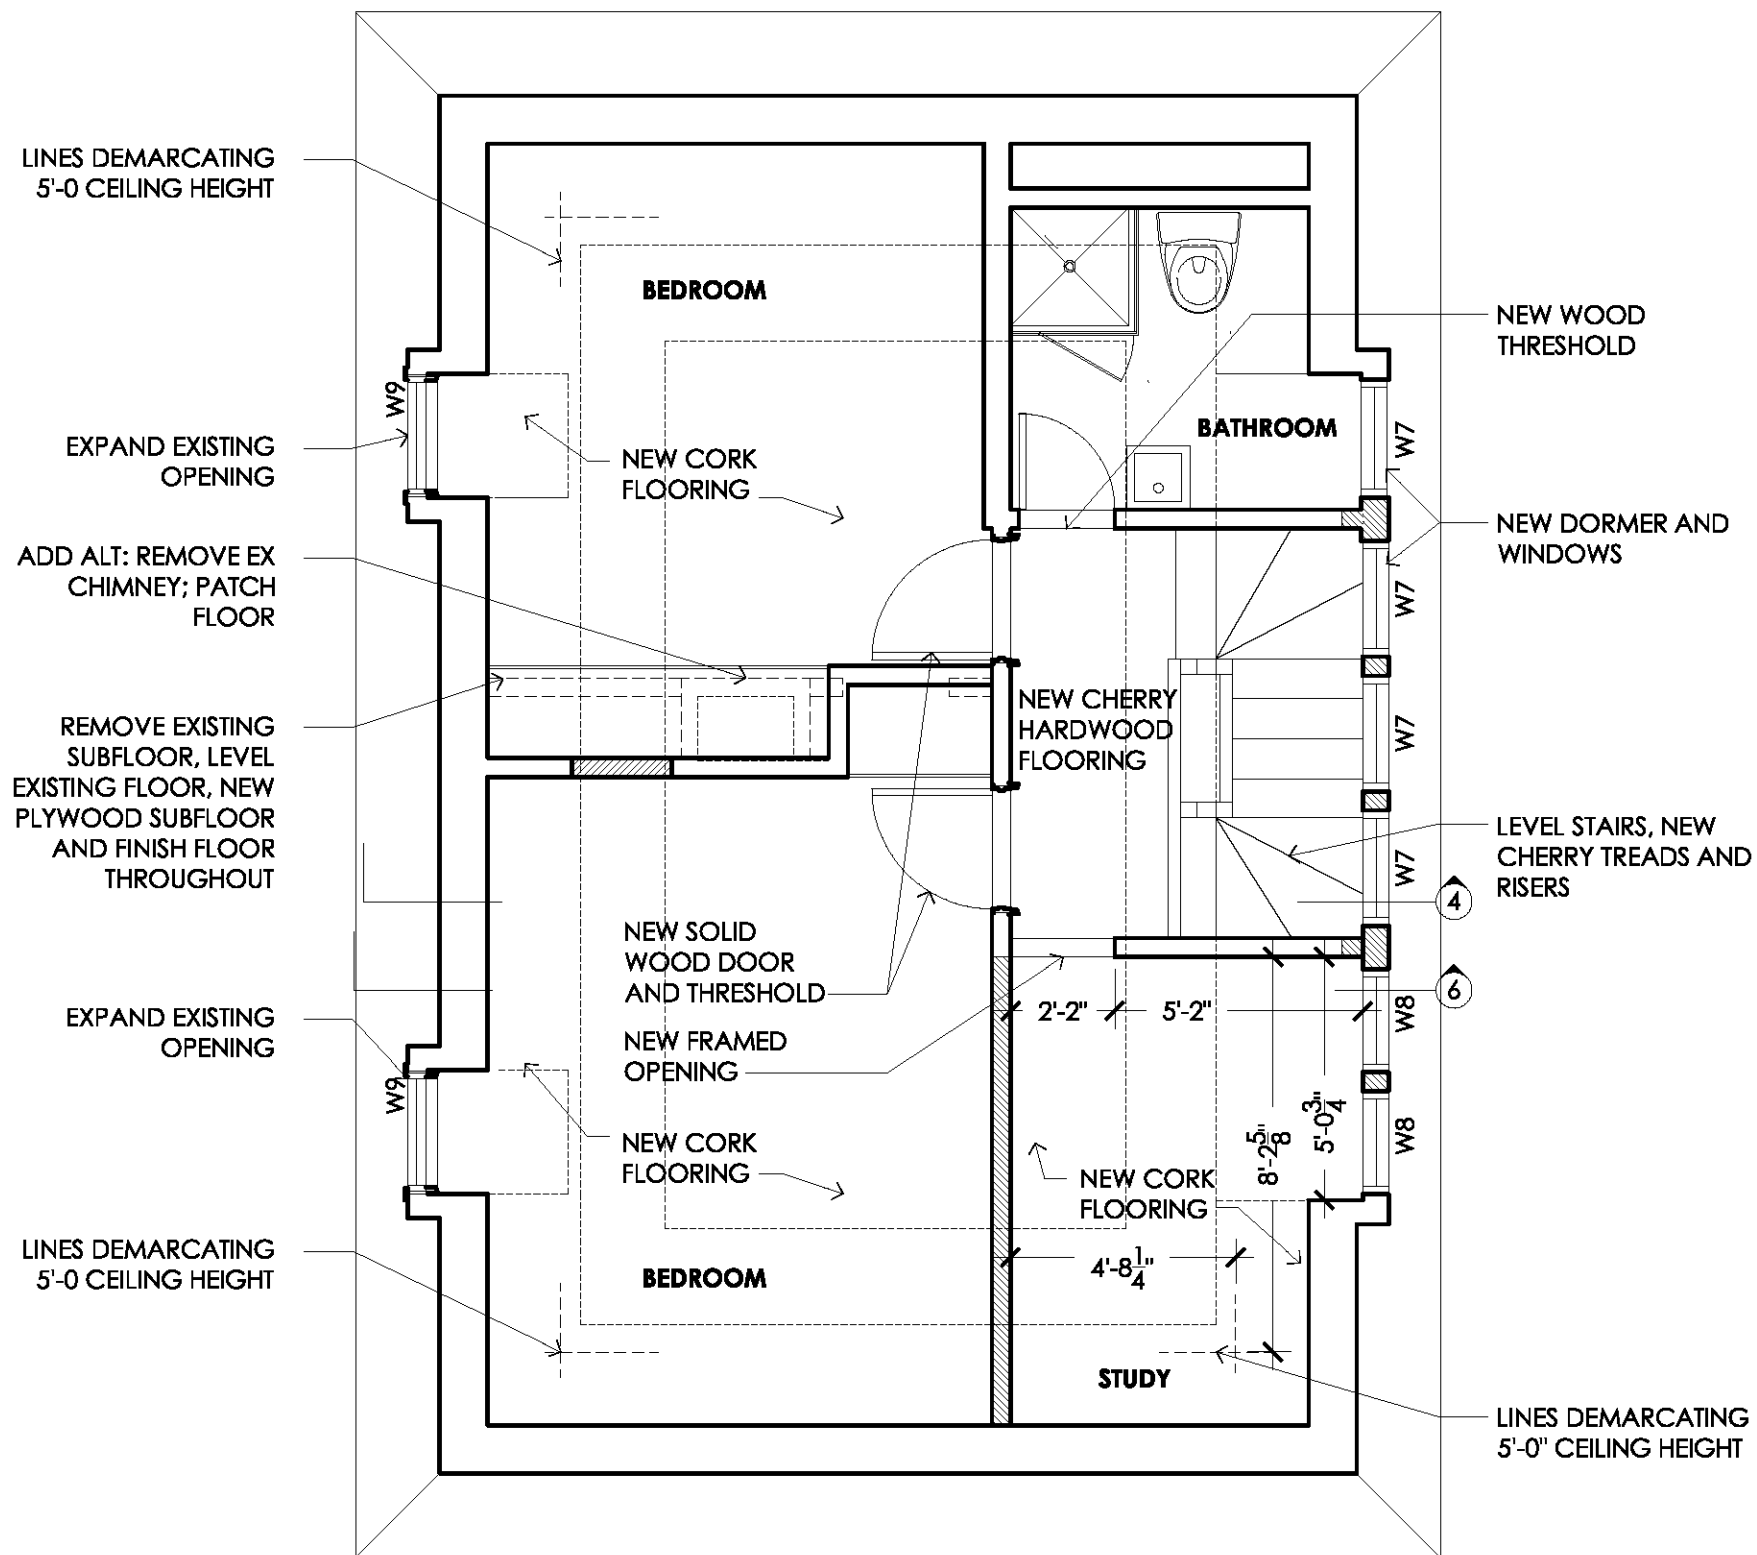 LINES DEMARCATING
5'-0 CEILING HEIGHT
BEDROOM
NEW WOOD
THRESHOLD
W9
EXPAND EXISTING
OPENING
NEW CORK
FLOORING
BATHROOM
W7
NEW DORMER AND
WINDOWS
ADD ALT: REMOVE EX
CHIMNEY; PATCH
FLOOR
W7
REMOVE EXISTING
SUBFLOOR, LEVEL
EXISTING FLOOR, NEW
PLYWOOD SUBFLOOR
AND FINISH FLOOR
THROUGHOUT
NEW CHERRY
HARDWOOD
FLOORING
W7
LEVEL STAIRS, NEW
CHERRY TREADS AND
RISERS
W7
4
NEW SOLID
WOOD DOOR
AND THRESHOLD
6
2'-2"
5'-2"
W8
EXPAND EXISTING
OPENING
NEW FRAMED
OPENING
W9
8'-2 5/8"
5'-0 3/4"
W8
NEW CORK
FLOORING
NEW CORK
FLOORING
LINES DEMARCATING
5'-0 CEILING HEIGHT
4'-8 1/4"
BEDROOM
STUDY
LINES DEMARCATING
5'-0" CEILING HEIGHT